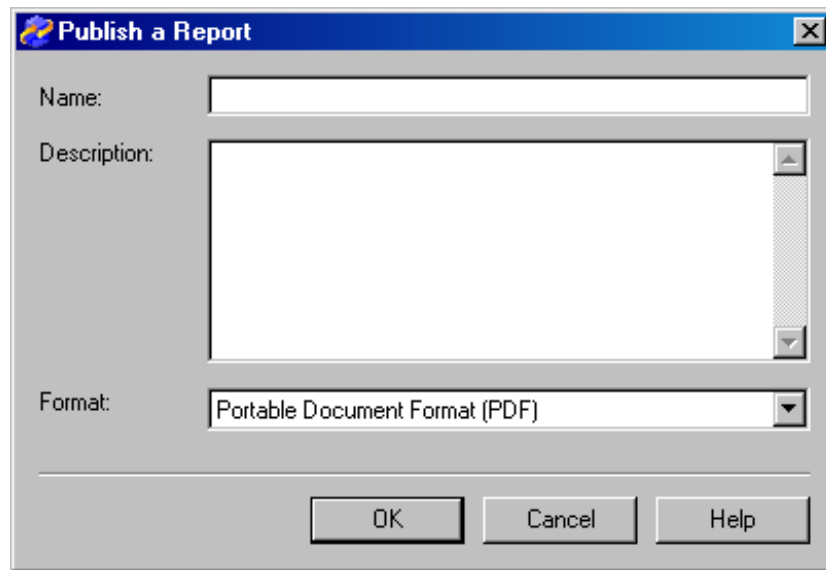 Publish a Report
Name:
Description:
Format:
Portable Document Format (PDF)
OK
Cancel
Help